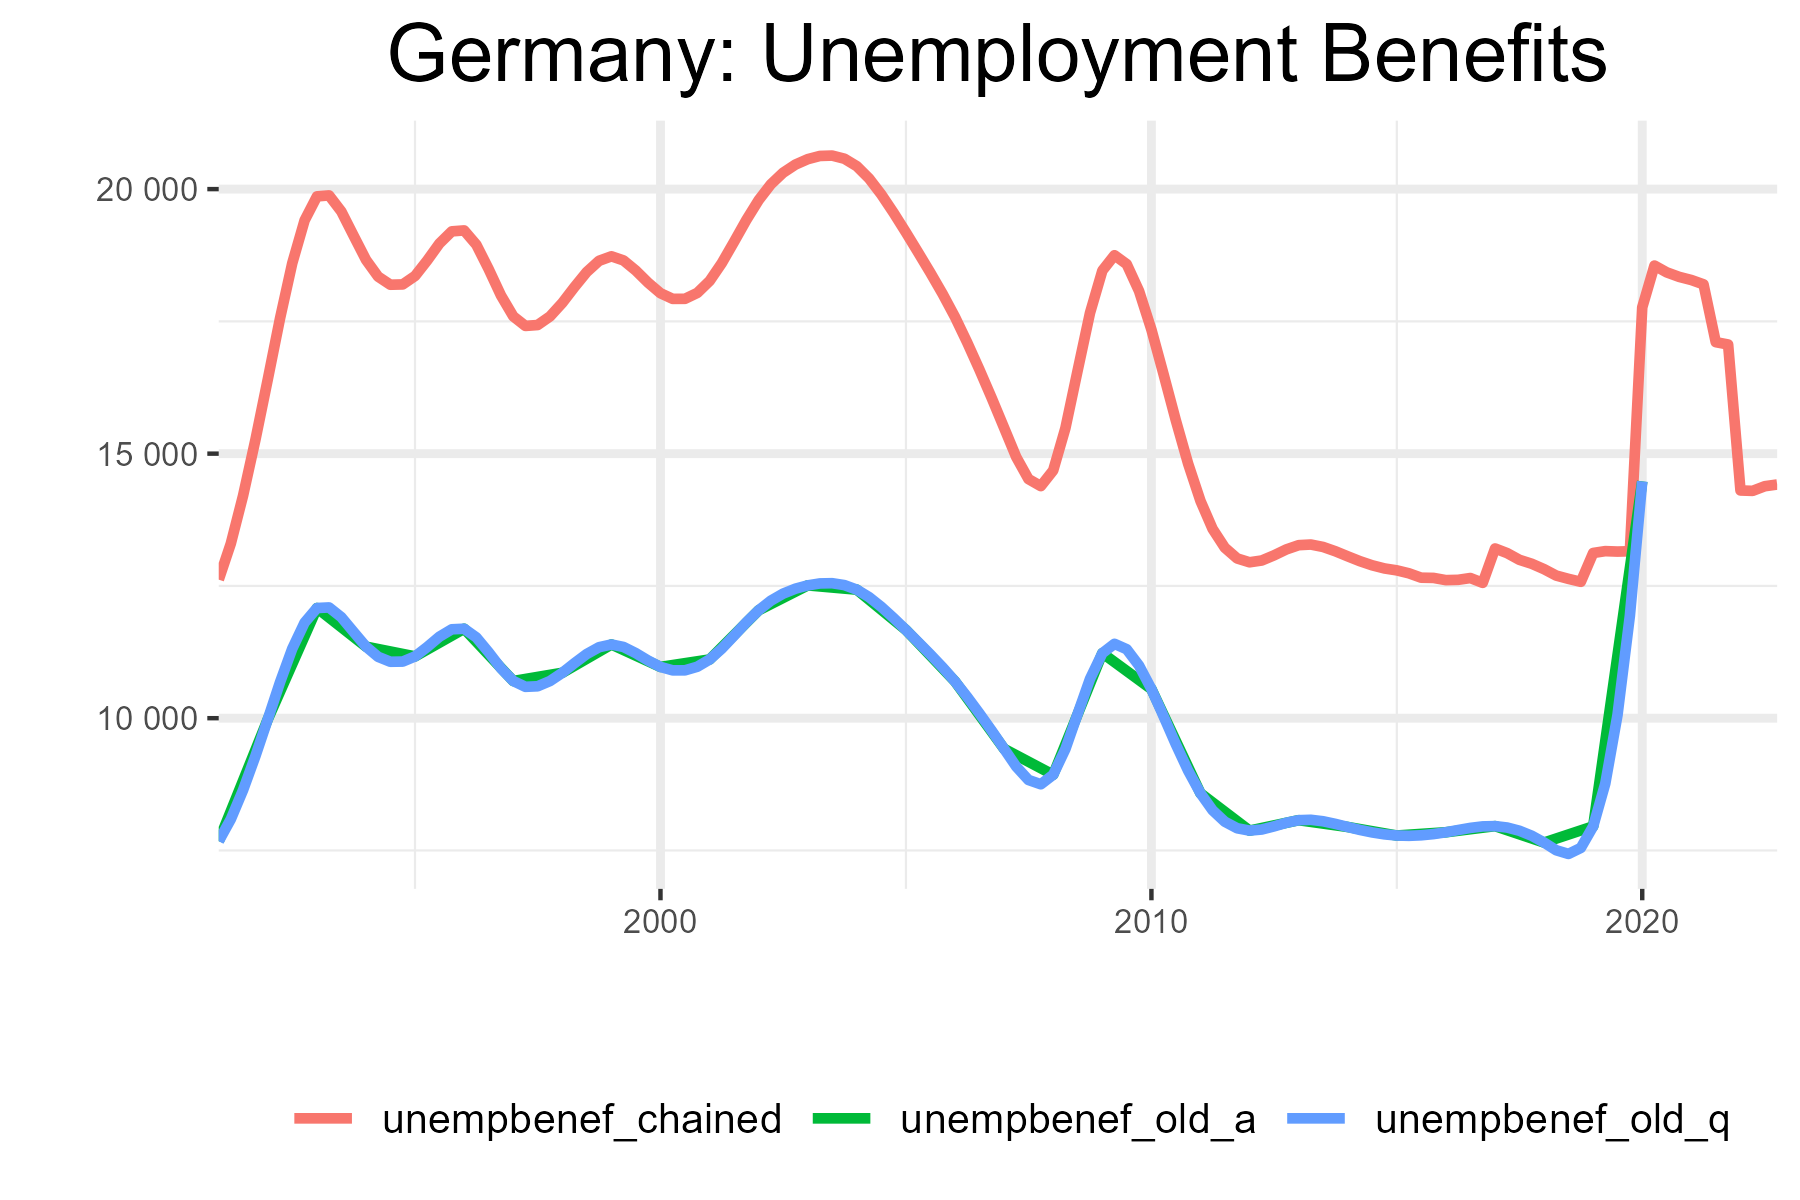 Germany: Unemployment Benefits
20 000
15 000
10 000
2000 2010 2020
unempbenef_chained unempbenef_old_a unempbenef_old_q